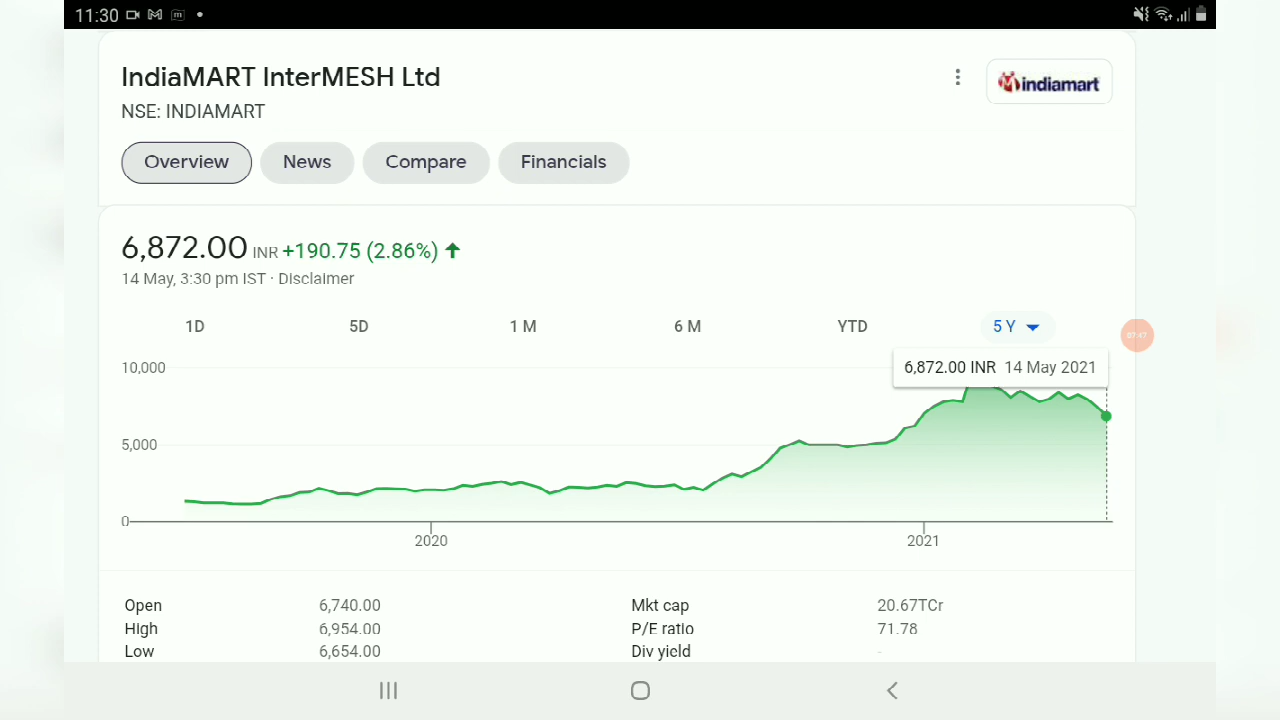 11:30
IndiaMART InterMESH Ltd
indiamart
NSE: INDIAMART
Overview News Compare Financials
6,872.00 INR +190.75 (2.86%)
14 May, 3:30 pm IST · Disclaimer
1D 5D 1 M 6 M YTD 5 Y
07:47
6,872.00 INR 14 May 2021
10,000
5,000
0
2020 2021
Open 6,740.00 Mkt cap 20.67TCr
High 6,954.00 P/E ratio 71.78
Low 6,654.00 Div yield -